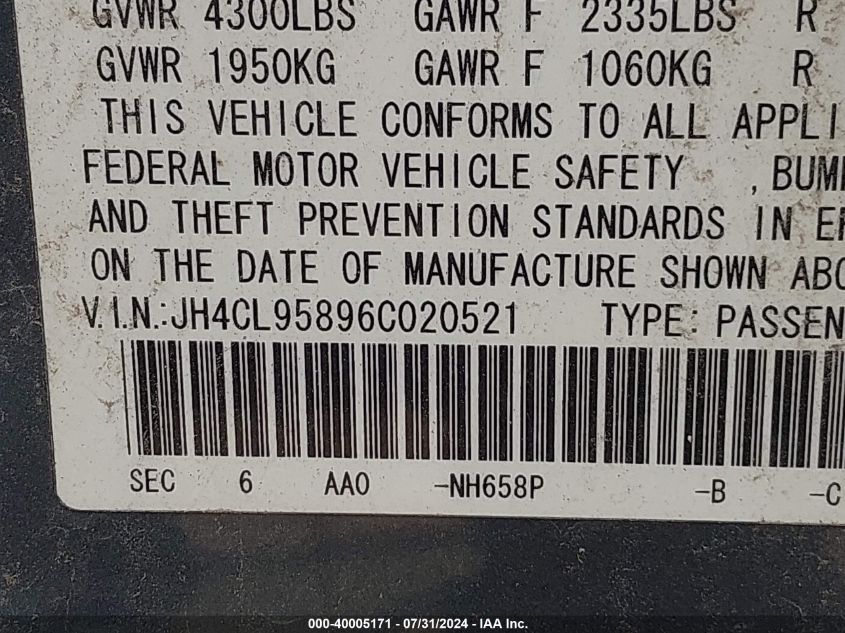 GVWR 4300LBS GAWR F 2335LBS R
GVWR 1950KG GAWR F 1060KG R
THIS VEHICLE CONFORMS TO ALL APPLI
FEDERAL MOTOR VEHICLE SAFETY , BUM
AND THEFT PREVENTION STANDARDS IN EF
ON THE DATE OF MANUFACTURE SHOWN ABO
V.I.N.:JH4CL95896C020521 TYPE: PASSEN
SEC 6 AA0 -NH658P -B -C
000-40005171 - 07/31/2024 - IAA Inc.